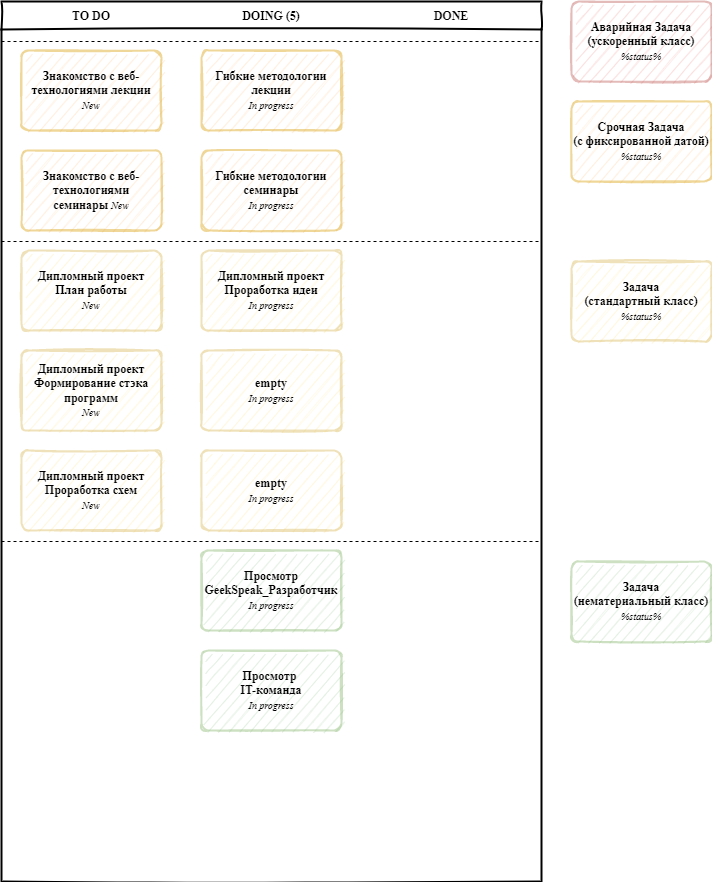 TO DO
DOING (5)
DONE
Знакомство с веб-
технологиями лекции
New
Гибкие методологии
лекции
In progress
Знакомство с веб-
технологиями
семинары New
Гибкие методологии
семинары
In progress
Дипломный проект
План работы
New
Дипломный проект
Проработка идеи
In progress
Дипломный проект
Формирование стэка
программ
New
empty
In progress
Дипломный проект
Проработка схем
New
empty
In progress
Просмотр
GeekSpeak_Разработчик
In progress
Просмотр
IT-команда
In progress
Аварийная Задача
(ускоренный класс)
%status%
Срочная Задача
(с фиксированной датой)
%status%
Задача
(стандартный класс)
%status%
Задача
(нематериальный класс)
%status%